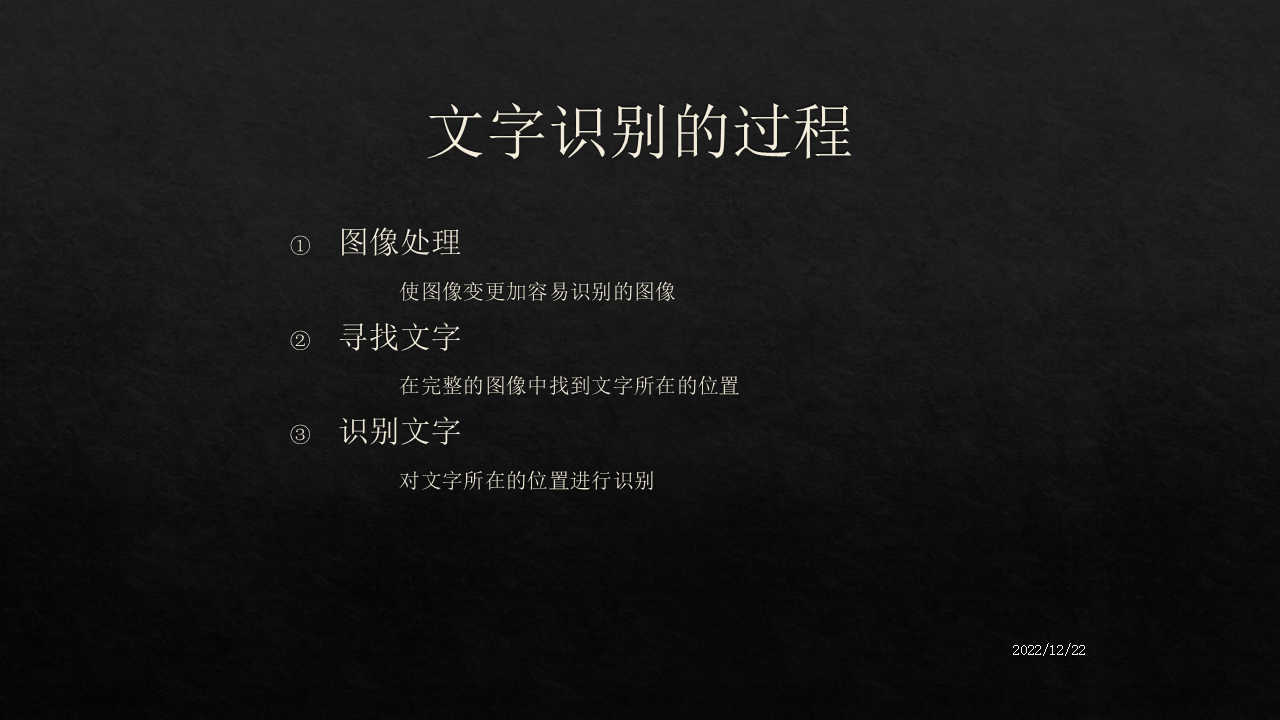 文字识别的过程
① 图像处理
使图像变更加容易识别的图像
② 寻找文字
在完整的图像中找到文字所在的位置
③ 识别文字
对文字所在的位置进行识别
2022/12/22